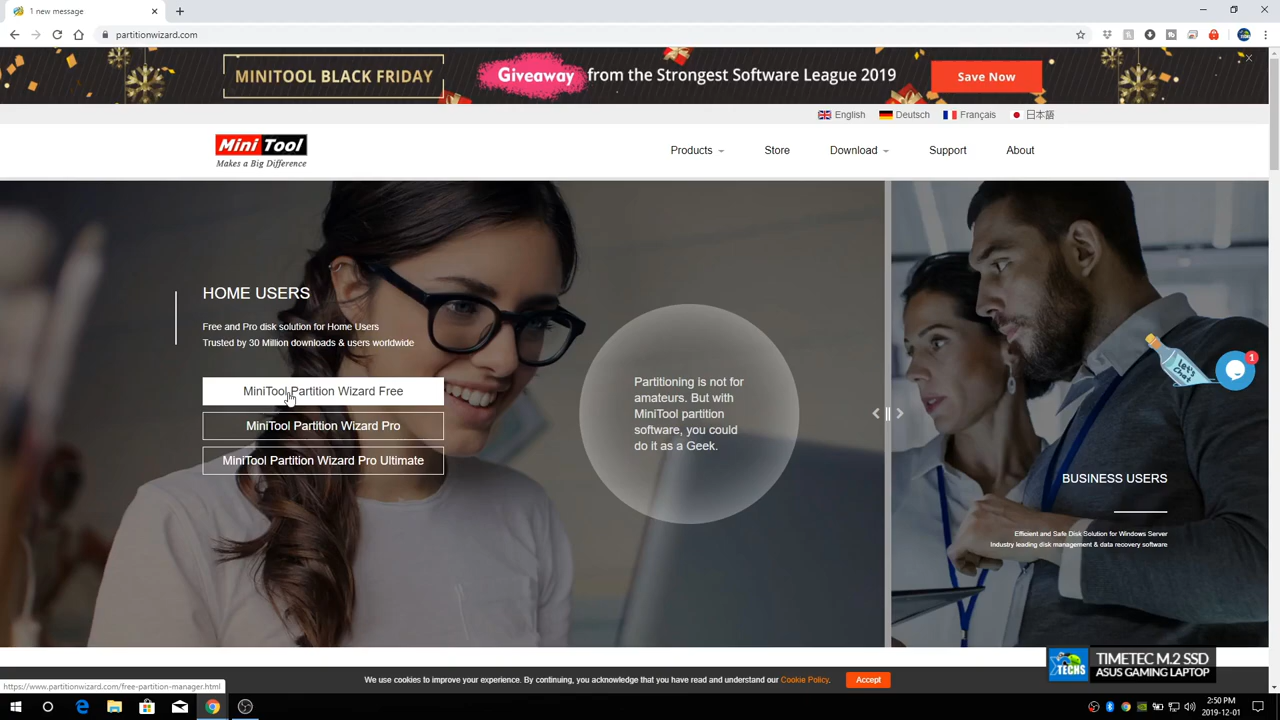 1 new message
partitionwizard.com
MINITOOL BLACK FRIDAY
Giveaway from the Strongest Software League 2019
Save Now
English
Deutsch
Français
日本語
Mini Tool
Makes a Big Difference
Products
Store
Download
Support
About
HOME USERS
Free and Pro disk solution for Home Users
Trusted by 30 Million downloads & users worldwide
MiniTool Partition Wizard Free
MiniTool Partition Wizard Pro
MiniTool Partition Wizard Pro Ultimate
Partitioning is not for
amateurs. But with
MiniTool partition
software, you could
do it as a Geek.
Let's
Chat
1
BUSINESS USERS
Efficient and Safe Disk Solution for Windows Server
Industry leading disk management & data recovery software
TECHS
TIMETEC M.2 SSD
ASUS GAMING LAPTOP
We use cookies to improve your experience. By continuing, you acknowledge that you have read and understand our Cookie Policy.
Accept
https://www.partitionwizard.com/free-partition-manager.html
2:50 PM
2019-12-01